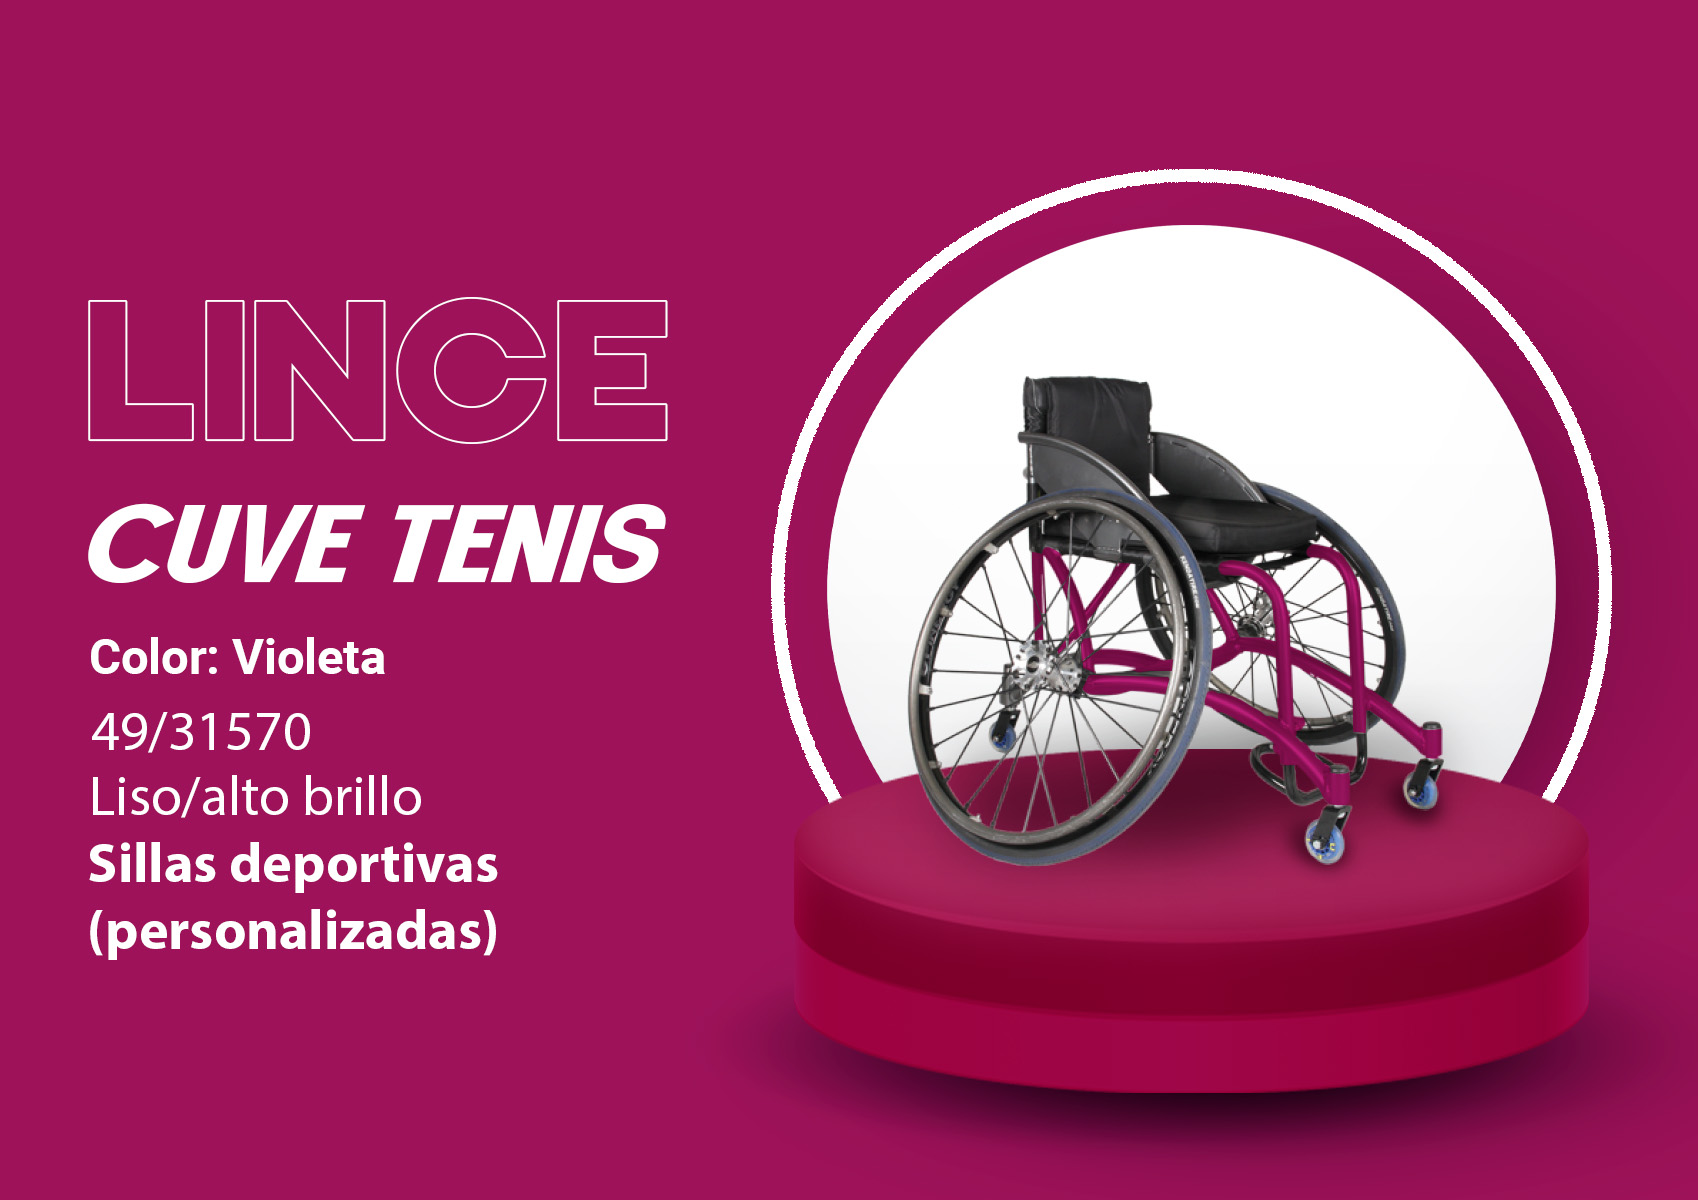 LINCE
CUVE TENIS
Color: Violeta
49/31570
Liso/alto brillo
Sillas deportivas
(personalizadas)